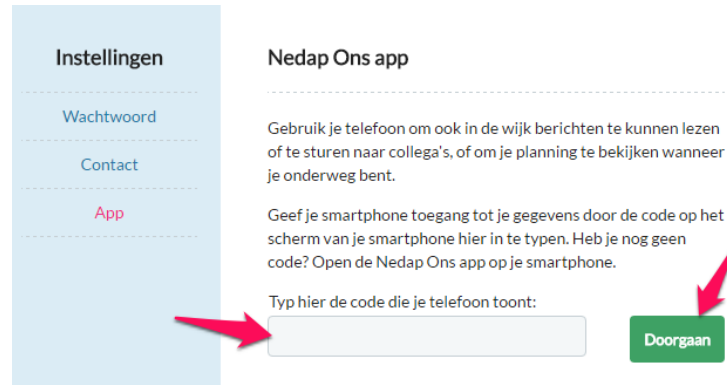 Instellingen
Wachtwoord
Contact
App
Nedap Ons app
Gebruik je telefoon om ook in de wijk berichten te kunnen lezen
of te sturen naar collega's, of om je planning te bekijken wanneer
je onderweg bent.
Geef je smartphone toegang tot je gegevens door de code op het
scherm van je smartphone hier in te typen. Heb je nog geen
code? Open de Nedap Ons app op je smartphone.
Typ hier de code die je telefoon toont:
Doorgaan